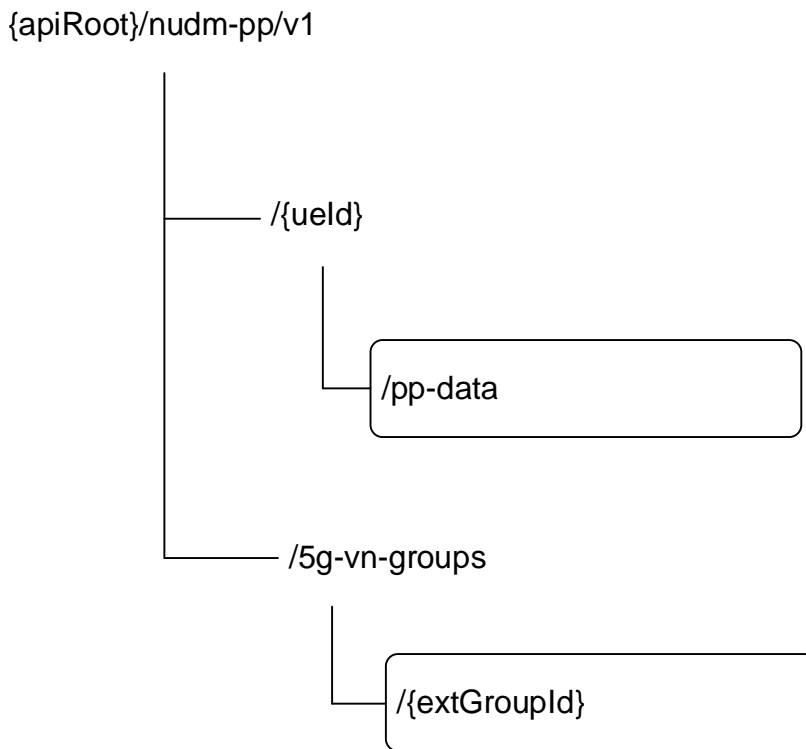 {apiRoot}/nudm-pp/v1
/{ueId}
/pp-data
/5g-vn-groups
/{extGroupId}